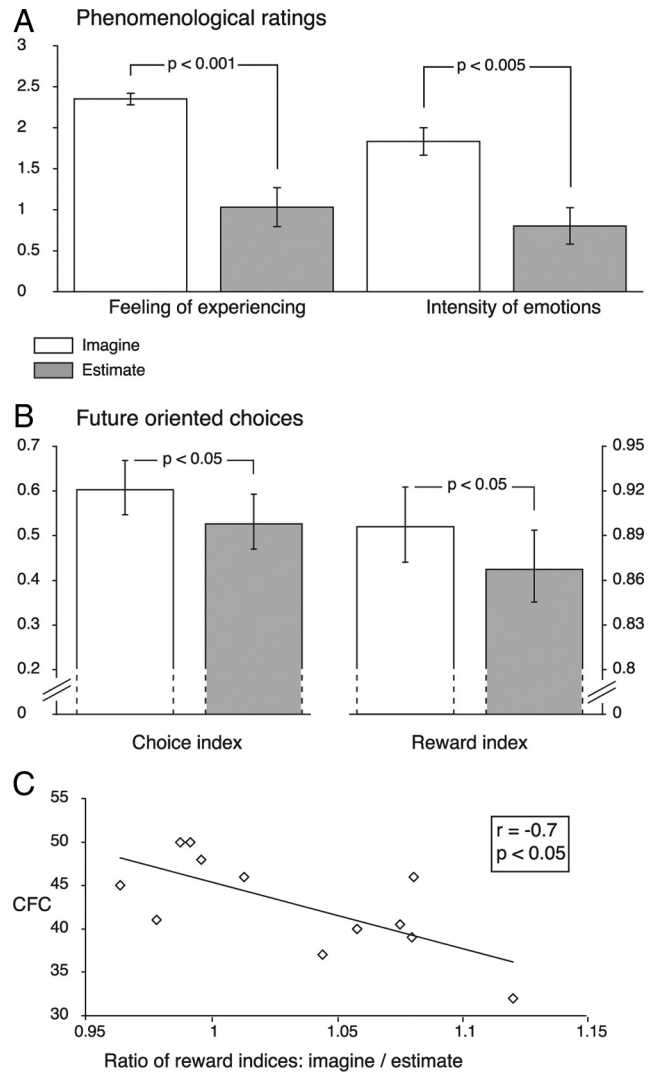 A Phenomenological ratings
3
2.5
2
1.5
1
0.5
0
p < 0.001
p < 0.005
Feeling of experiencing
Intensity of emotions
Imagine
Estimate
B Future oriented choices
0.7
0.6
0.5
0.4
0.3
0.2
0
p < 0.05
p < 0.05
0.95
0.92
0.89
0.86
0.83
0.8
0
Choice index
Reward index
C
55
50
45
40
35
30
CFC
r = -0.7
p < 0.05
0.95
1
1.05
1.1
1.15
Ratio of reward indices: imagine / estimate